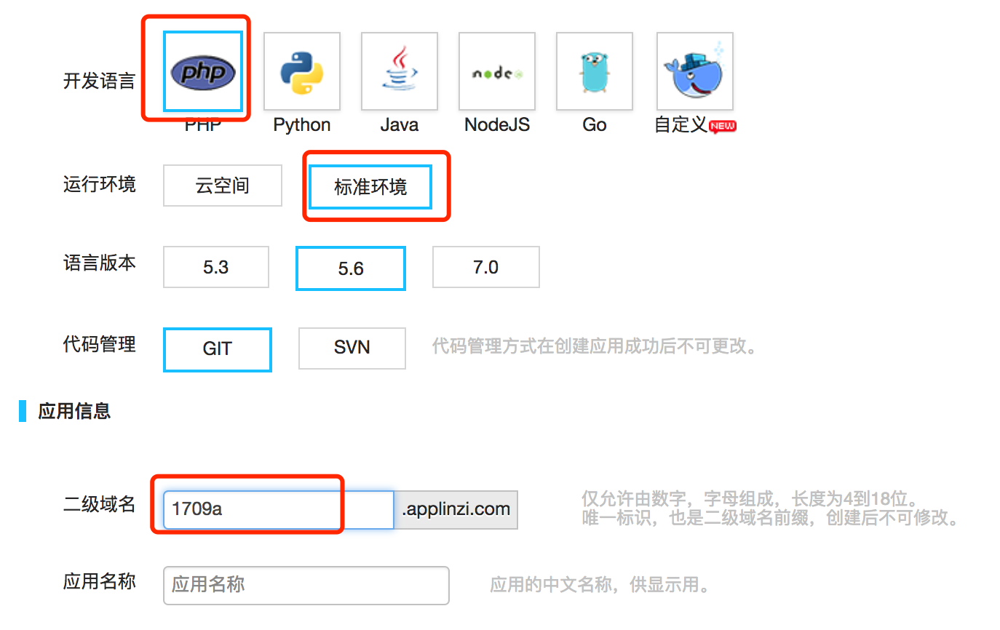 开发语言
php
node
PHP
Python
Java
NodeJS
Go
自定义
NEW
运行环境
云空间
标准环境
语言版本
5.3
5.6
7.0
代码管理
GIT
SVN
代码管理方式在创建应用成功后不可更改。
应用信息
二级域名
1709a
.applinzi.com
仅允许由数字，字母组成，长度为4到18位。
唯一标识，也是二级域名前缀，创建后不可修改。
应用名称
应用名称
应用的中文名称，供显示用。